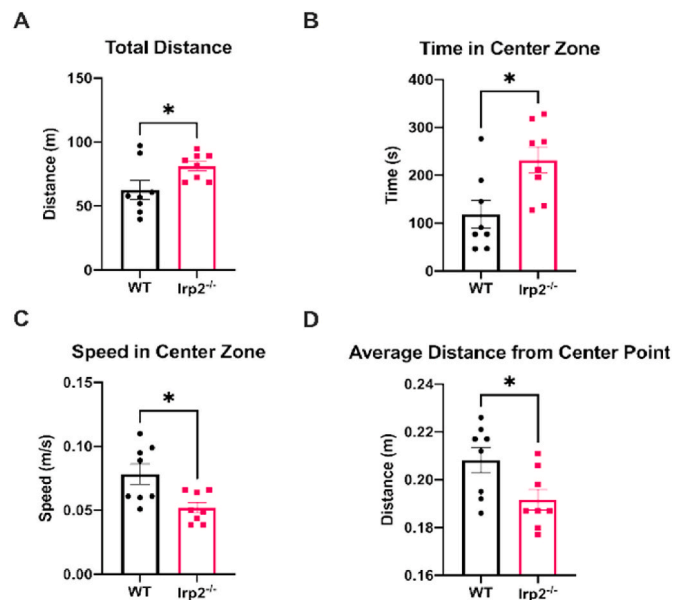 A
Total Distance
150
100
50
0
Distance (m)
*
WT
Irp2-/-
B
Time in Center Zone
400
300
200
100
0
Time (s)
*
WT
Irp2-/-
C
Speed in Center Zone
0.15
0.10
0.05
0.00
Speed (m/s)
*
WT
Irp2-/-
D
Average Distance from Center Point
0.24
0.22
0.20
0.18
0.16
Distance (m)
*
WT
Irp2-/-